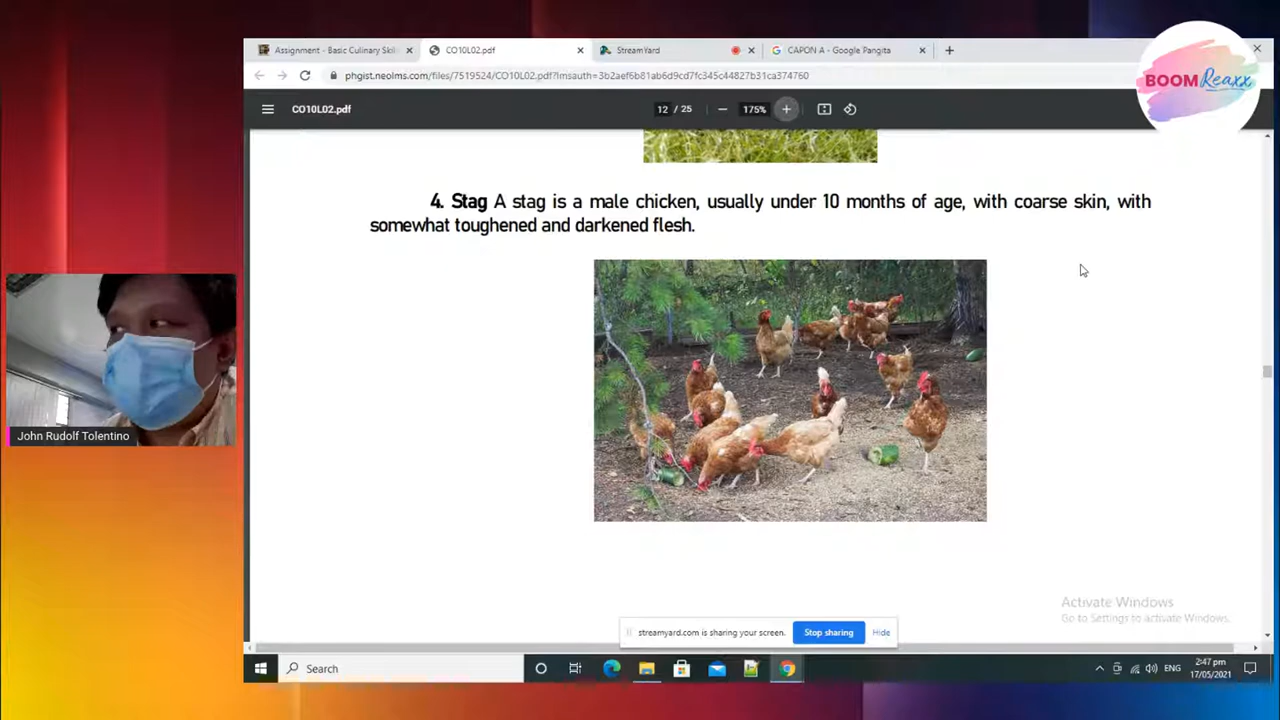 Assignment - Basic Culinary Skil
CO10L02.pdf
StreamYard
CAPON A - Google Pangita
phgist.neolms.com/files/7519524/CO10L02.pdf?lmsauth=3b2aef6b81ab6d9cd7fc345c44827b31ca374760
BOOMReaxx
CO10L02.pdf
12 / 25
175%
4. Stag A stag is a male chicken, usually under 10 months of age, with coarse skin, with
somewhat toughened and darkened flesh.
John Rudolf Tolentino
Activate Windows
Go to Settings to activate Windows.
streamyard.com is sharing your screen.
Stop sharing
Hide
Search
ENG
2:47 pm
17/05/2021